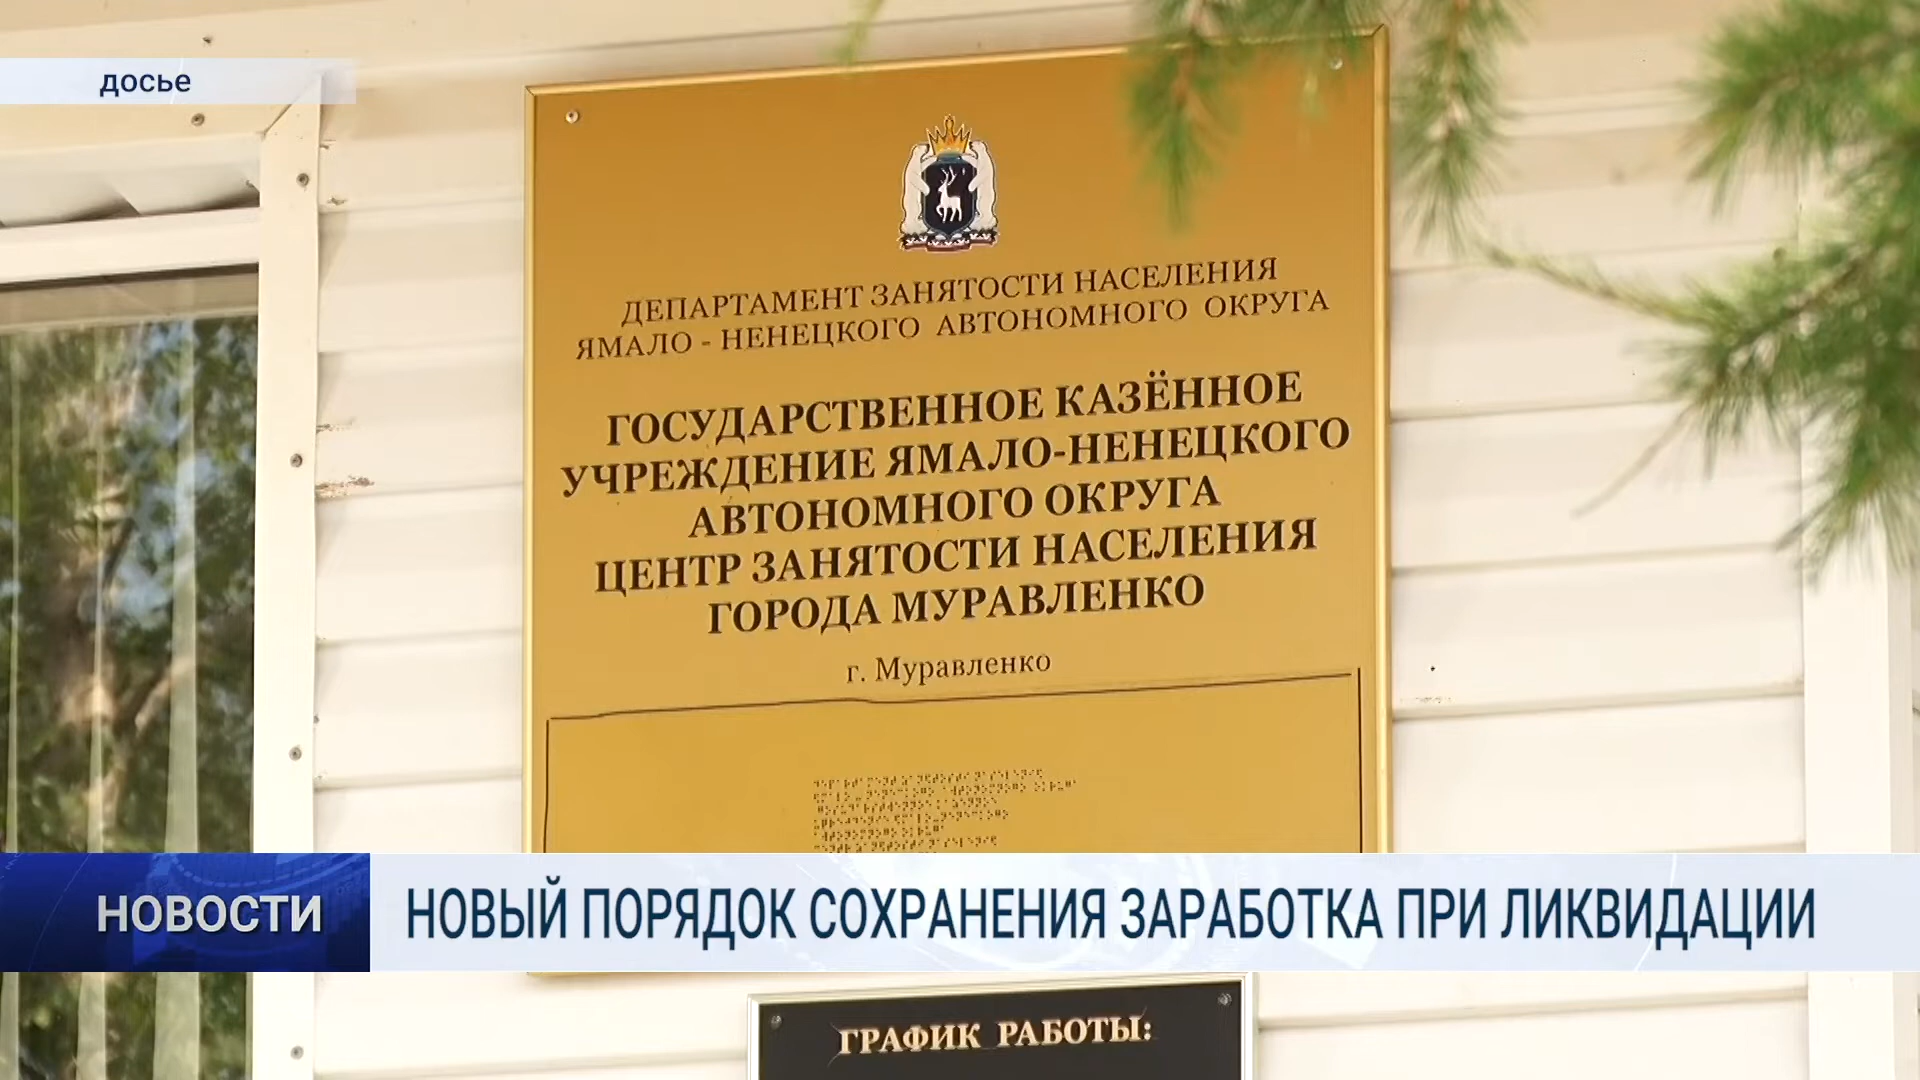 досье
ДЕПАРТАМЕНТ ЗАНЯТОСТИ НАСЕЛЕНИЯ
ЯМАЛО - НЕНЕЦКОГО АВТОНОМНОГО ОКРУГА
ГОСУДАРСТВЕННОЕ КАЗЁННОЕ
УЧРЕЖДЕНИЕ ЯМАЛО-НЕНЕЦКОГО
АВТОНОМНОГО ОКРУГА
ЦЕНТР ЗАНЯТОСТИ НАСЕЛЕНИЯ
ГОРОДА МУРАВЛЕНКО
г. Муравленко
НОВОСТИ
НОВЫЙ ПОРЯДОК СОХРАНЕНИЯ ЗАРАБОТКА ПРИ ЛИКВИДАЦИИ
ГРАФИК РАБОТЫ: